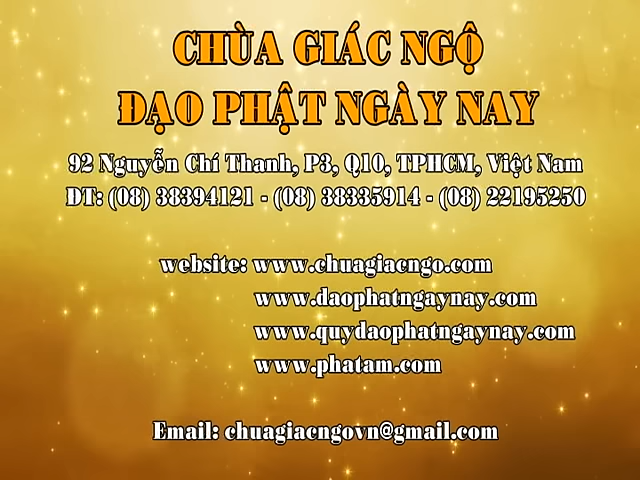 CHÙA GIÁC NGỘ
ĐẠO PHẬT NGÀY NAY
92 Nguyễn Chí Thanh, P3, Q10, TPHCM, Việt Nam
ĐT: (08) 38394121 - (08) 38335914 - (08) 22195250
website: www.chuagiacngo.com
www.daophatngaynay.com
www.quydaophatngaynay.com
www.phatam.com
Email: chuagiacngovn@gmail.com